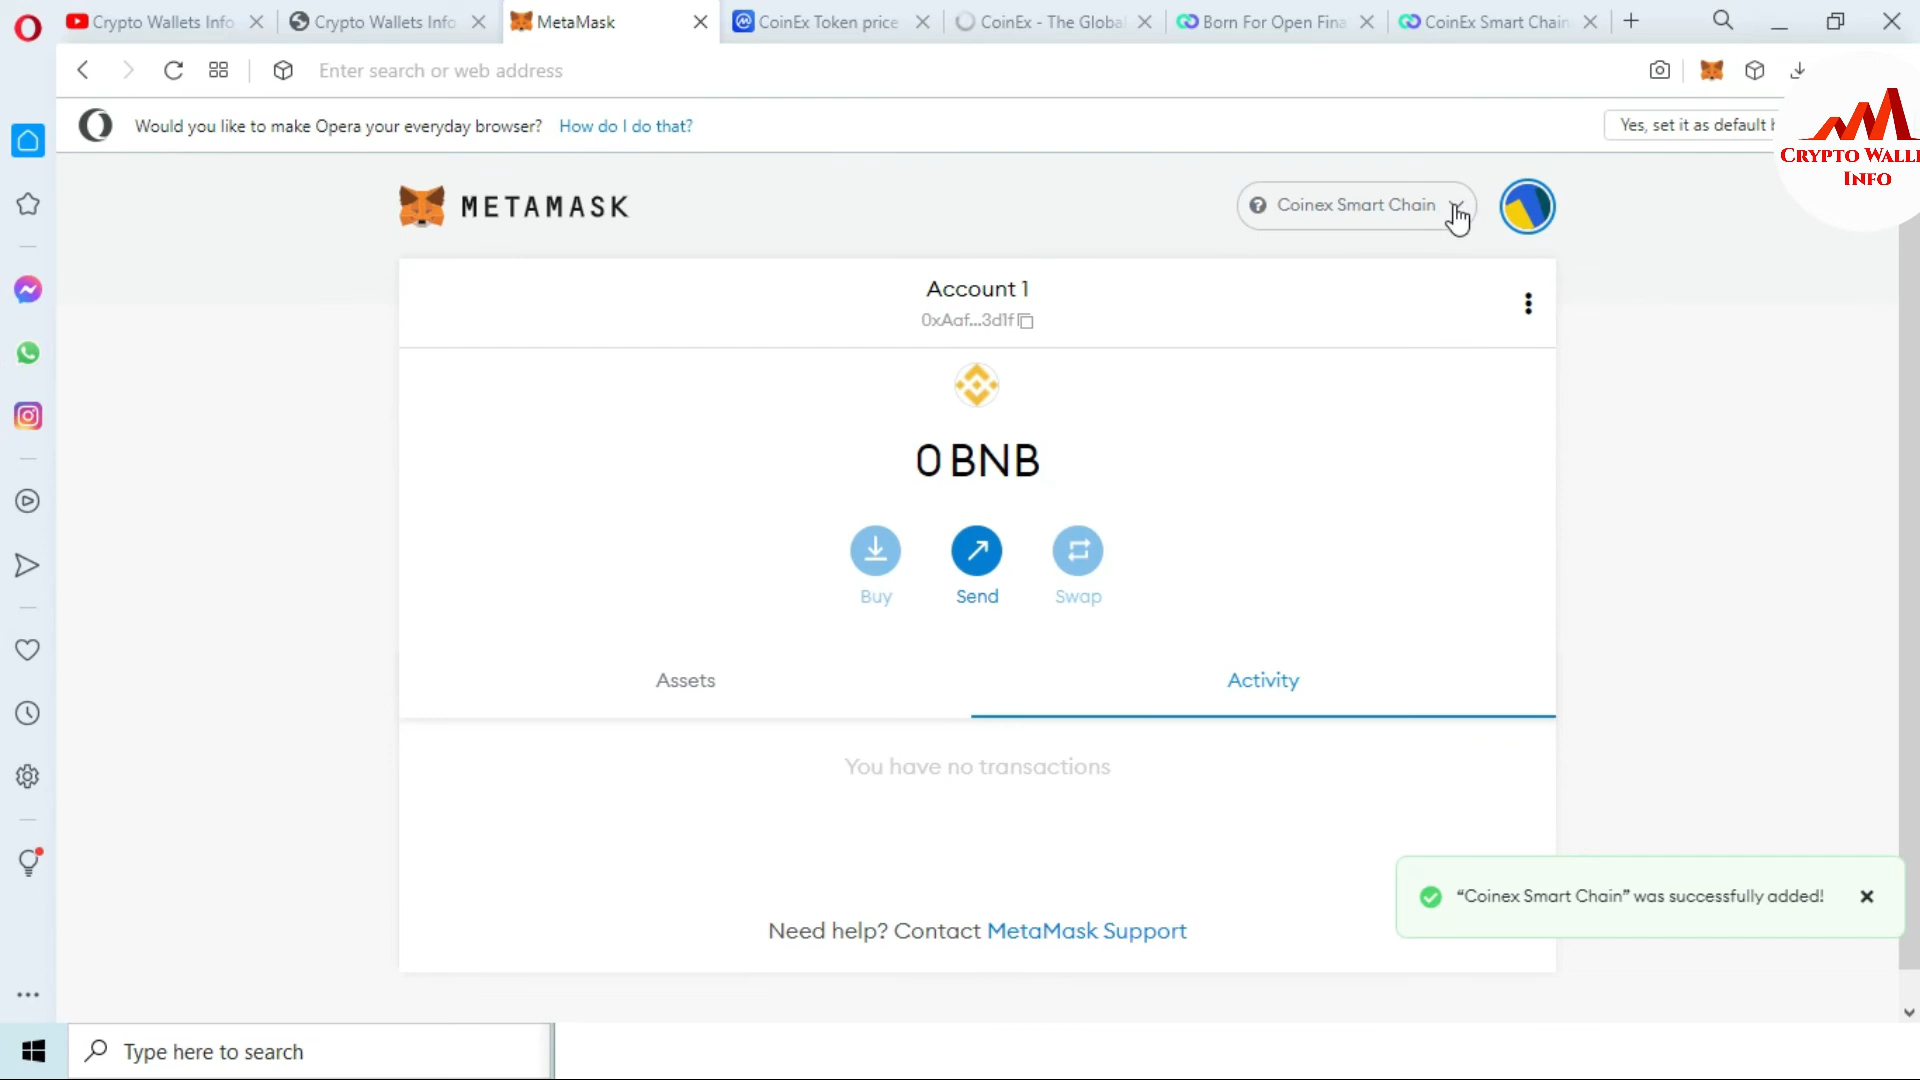 Crypto Wallets Info
Crypto Wallets Info
MetaMask
CoinEx Token price
CoinEx - The Global
Born For Open Fina
CoinEx Smart Chain
Enter search or web address
Would you like to make Opera your everyday browser? How do I do that?
Yes, set it as default
CRYPTO WALLE
INFO
METAMASK
Coinex Smart Chain
Account 1
0xAaf...3d1f
0 BNB
Buy
Send
Swap
Assets
Activity
You have no transactions
“Coinex Smart Chain” was successfully added!
Need help? Contact MetaMask Support
Type here to search